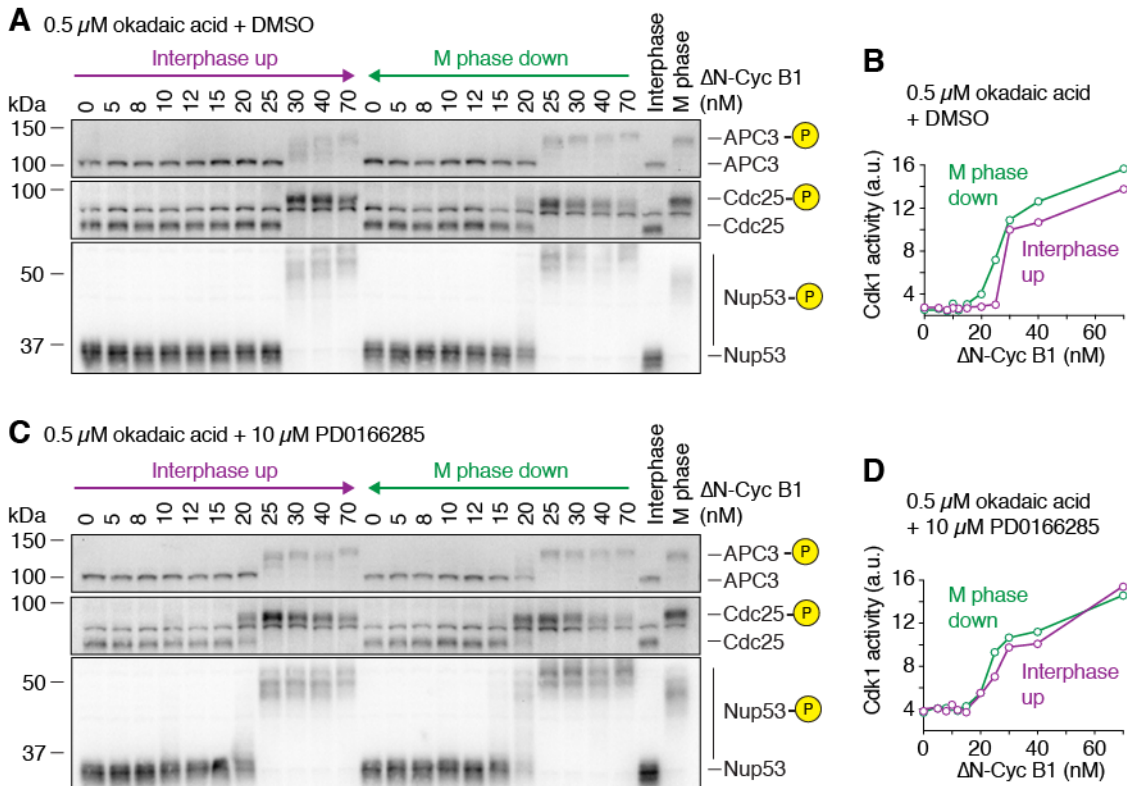 A 0.5 µM okadaic acid + DMSO
Interphase up
M phase down
Interphase
M phase
ΔN-Cyc B1
(nM)
kDa
0 5 8 10 12 15 20 25 30 40 70 0 5 8 10 12 15 20 25 30 40 70
150
100
APC3-P
APC3
100
Cdc25-P
Cdc25
50
37
Nup53-P
Nup53
B
0.5 µM okadaic acid
+ DMSO
Cdk1 activity (a.u.)
16
12
8
4
M phase
down
Interphase
up
0 20 40 60
ΔN-Cyc B1 (nM)
C 0.5 µM okadaic acid + 10 µM PD0166285
Interphase up
M phase down
Interphase
M phase
ΔN-Cyc B1
(nM)
kDa
0 5 8 10 12 15 20 25 30 40 70 0 5 8 10 12 15 20 25 30 40 70
150
100
APC3-P
APC3
100
Cdc25-P
Cdc25
50
37
Nup53-P
Nup53
D
0.5 µM okadaic acid
+ 10 µM PD0166285
Cdk1 activity (a.u.)
16
12
8
4
M phase
down
Interphase
up
0 20 40 60
ΔN-Cyc B1 (nM)